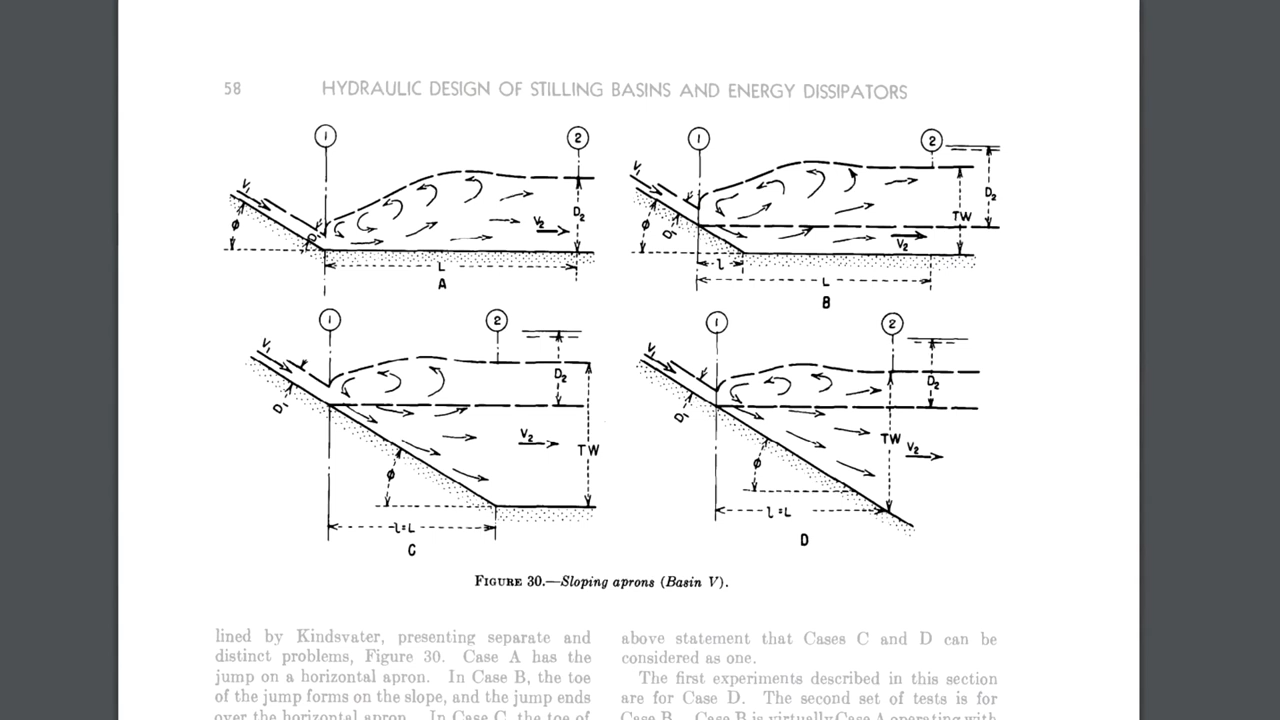 58 HYDRAULIC DESIGN OF STILLING BASINS AND ENERGY DISSIPATORS
1 2
V1 Φ D1 V2 D2
L
A
1 2
V1 Φ D1 V2 TW D2
l
L
B
1 2
V1 D1 Φ V2 D2 TW
l=L
C
1 2
V1 D1 Φ D2 TW V2
l=L
D
FIGURE 30.—Sloping aprons (Basin V).
lined by Kindsvater, presenting separate and
distinct problems, Figure 30. Case A has the
jump on a horizontal apron. In Case B, the toe
of the jump forms on the slope, and the jump ends
over the horizontal apron. In Case C, the toe of
above statement that Cases C and D can be
considered as one.
The first experiments described in this section
are for Case D. The second set of tests is for
Case B. Case B is virtually Case A operating with